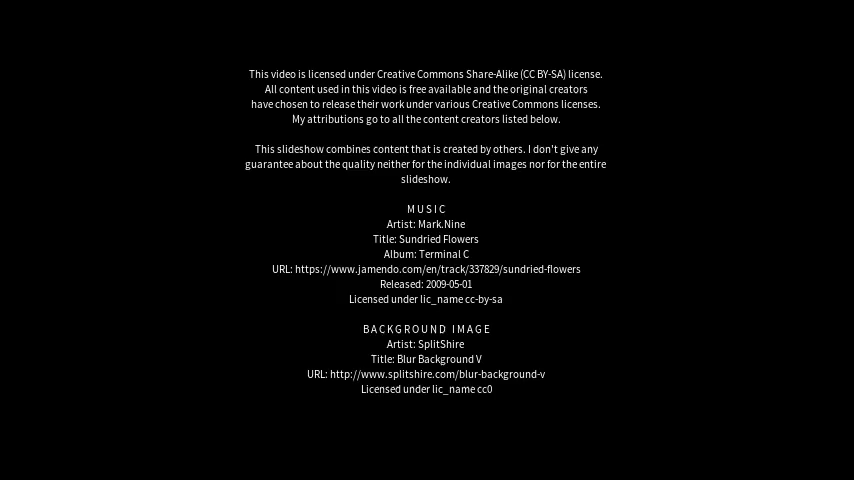 This video is licensed under Creative Commons Share-Alike (CC BY-SA) license.
All content used in this video is free available and the original creators
have chosen to release their work under various Creative Commons licenses.
My attributions go to all the content creators listed below.
This slideshow combines content that is created by others. I don't give any
guarantee about the quality neither for the individual images nor for the entire
slideshow.
MUSIC
Artist: Mark.Nine
Title: Sundried Flowers
Album: Terminal C
URL: https://www.jamendo.com/en/track/337829/sundried-flowers
Released: 2009-05-01
Licensed under lic_name cc-by-sa
BACKGROUND IMAGE
Artist: SplitShire
Title: Blur Background V
URL: http://www.splitshire.com/blur-background-v
Licensed under lic_name cc0